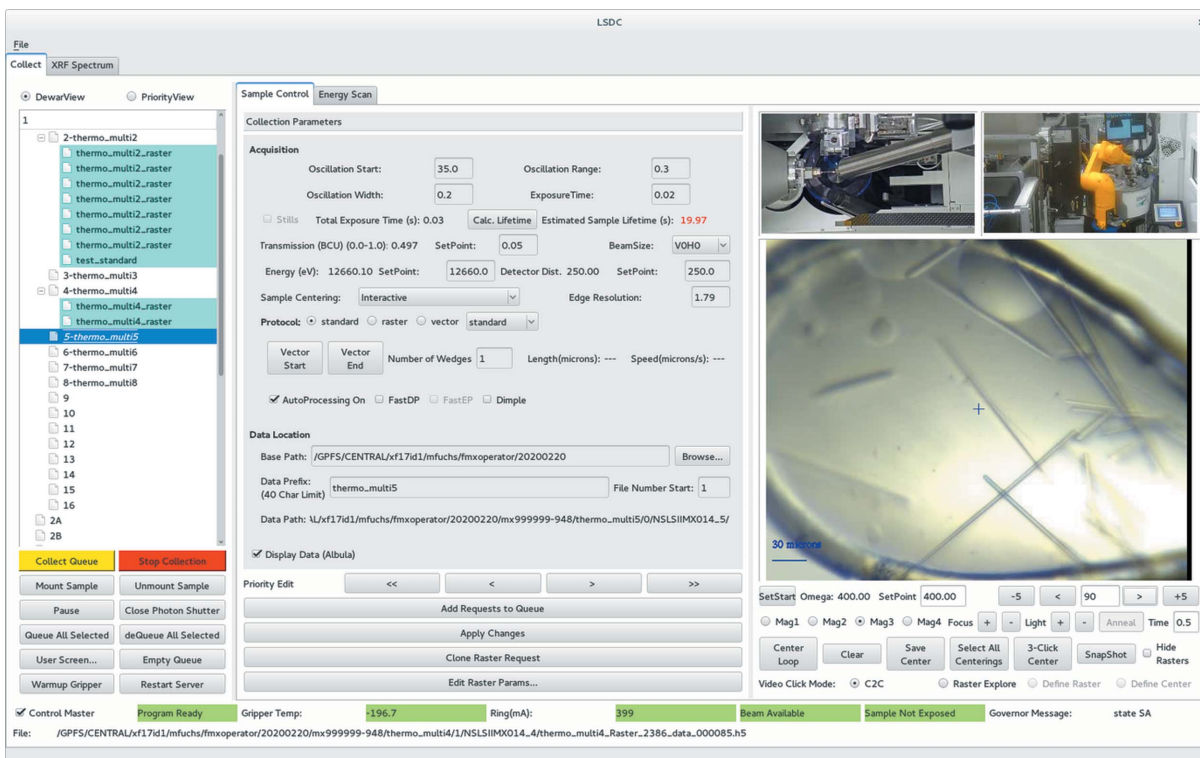 LSDC
File
Collect XRF Spectrum
DewarView PriorityView
1
2-thermo_multi2
thermo_multi2_raster
thermo_multi2_raster
thermo_multi2_raster
thermo_multi2_raster
thermo_multi2_raster
thermo_multi2_raster
thermo_multi2_raster
test_standard
3-thermo_multi3
4-thermo_multi4
thermo_multi4_raster
thermo_multi4_raster
5-thermo_multi5
6-thermo_multi6
7-thermo_multi7
8-thermo_multi8
9
10
11
12
13
14
15
16
2A
2B
Collect Queue Stop Collection
Mount Sample Unmount Sample
Pause Close Photon Shutter
Queue All Selected deQueue All Selected
User Screen... Empty Queue
Warmup Gripper Restart Server
Sample Control Energy Scan
Collection Parameters
Acquisition
Oscillation Start: 35.0 Oscillation Range: 0.3
Oscillation Width: 0.2 ExposureTime: 0.02
Stills Total Exposure Time (s): 0.03 Calc. Lifetime Estimated Sample Lifetime (s): 19.97
Transmission (BCU) (0.0-1.0): 0.497 SetPoint: 0.05 BeamSize: V0H0
Energy (eV): 12660.10 SetPoint: 12660.0 Detector Dist. 250.00 SetPoint: 250.0
Sample Centering: Interactive Edge Resolution: 1.79
Protocol: standard raster vector standard
Vector Start Vector End Number of Wedges 1 Length(microns): --- Speed(microns/s): ---
AutoProcessing On FastDP FastEP Dimple
Data Location
Base Path: /GPFS/CENTRAL/xf17id1/mfuchs/fmxoperator/20200220 Browse...
Data Prefix: (40 Char Limit) thermo_multi5 File Number Start: 1
Data Path: \L/xf17id1/mfuchs/fmxoperator/20200220/mx999999-948/thermo_multi5/0/NSLSIIMX014_5/
Display Data (Albula)
Priority Edit << < > >>
Add Requests to Queue
Apply Changes
Clone Raster Request
Edit Raster Params...
30 microns
SetStart Omega: 400.00 SetPoint 400.00 -5 < 90 > +5
Mag1 Mag2 Mag3 Mag4 Focus + - Light + - Anneal Time 0.5
Center Loop Clear Save Center Select All Centerings 3-Click Center SnapShot Hide Rasters
Video Click Mode: C2C Raster Explore Define Raster Define Center
Control Master Program Ready Gripper Temp: -196.7 Ring(mA): 399 Beam Available Sample Not Exposed Governor Message: state SA
File: /GPFS/CENTRAL/xf17id1/mfuchs/fmxoperator/20200220/mx999999-948/thermo_multi4/1/NSLSIIMX014_4/thermo_multi4_Raster_2386_data_000085.h5